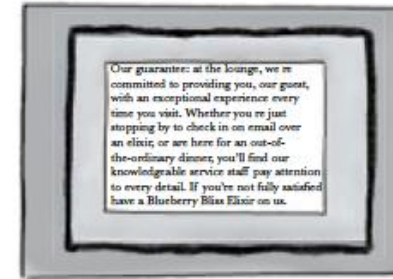 Our guarantee: at the lounge, we re
committed to providing you, our guest,
with an exceptional experience every
time you visit. Whether you re just
stopping by to check in on email over
an elixir, or are here for an out-of-
the-ordinary dinner, you'll find our
knowledgeable service staff pay attention
to every detail. If you're not fully satisfied
have a Blueberry Bliss Elixir on us.